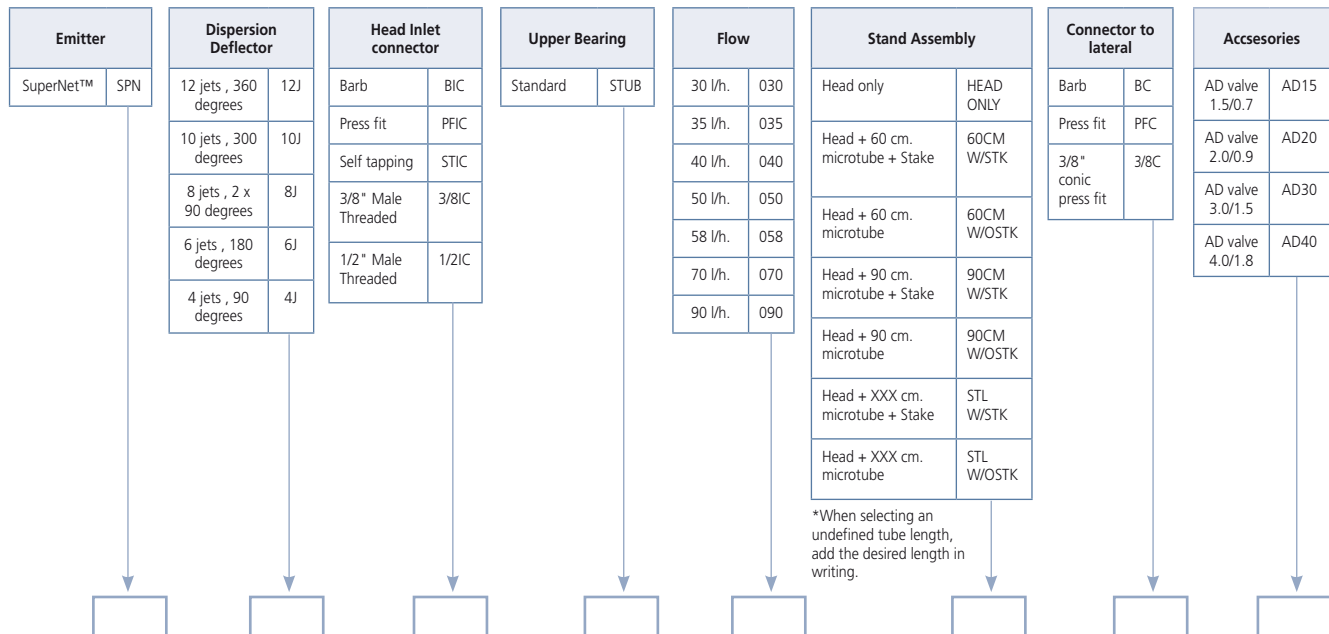 Emitter
SuperNet™ SPN
Dispersion
Deflector
12 jets , 360
degrees
12J
10 jets , 300
degrees
10J
8 jets , 2 x
90 degrees
8J
6 jets , 180
degrees
6J
4 jets , 90
degrees
4J
Head Inlet
connector
Barb BIC
Press fit PFIC
Self tapping STIC
3/8" Male
Threaded
3/8IC
1/2" Male
Threaded
1/2IC
Upper Bearing
Standard STUB
Flow
30 l/h. 030
35 l/h. 035
40 l/h. 040
50 l/h. 050
58 l/h. 058
70 l/h. 070
90 l/h. 090
Stand Assembly
Head only
HEAD
ONLY
Head + 60 cm.
microtube + Stake
60CM
W/STK
Head + 60 cm.
microtube
60CM
W/OSTK
Head + 90 cm.
microtube + Stake
90CM
W/STK
Head + 90 cm.
microtube
90CM
W/OSTK
Head + XXX cm.
microtube + Stake
STL
W/STK
Head + XXX cm.
microtube
STL
W/OSTK
*When selecting an
undefined tube length,
add the desired length in
writing.
Connector to
lateral
Barb BC
Press fit PFC
3/8"
conic
press fit
3/8C
Accsesories
AD valve
1.5/0.7
AD15
AD valve
2.0/0.9
AD20
AD valve
3.0/1.5
AD30
AD valve
4.0/1.8
AD40